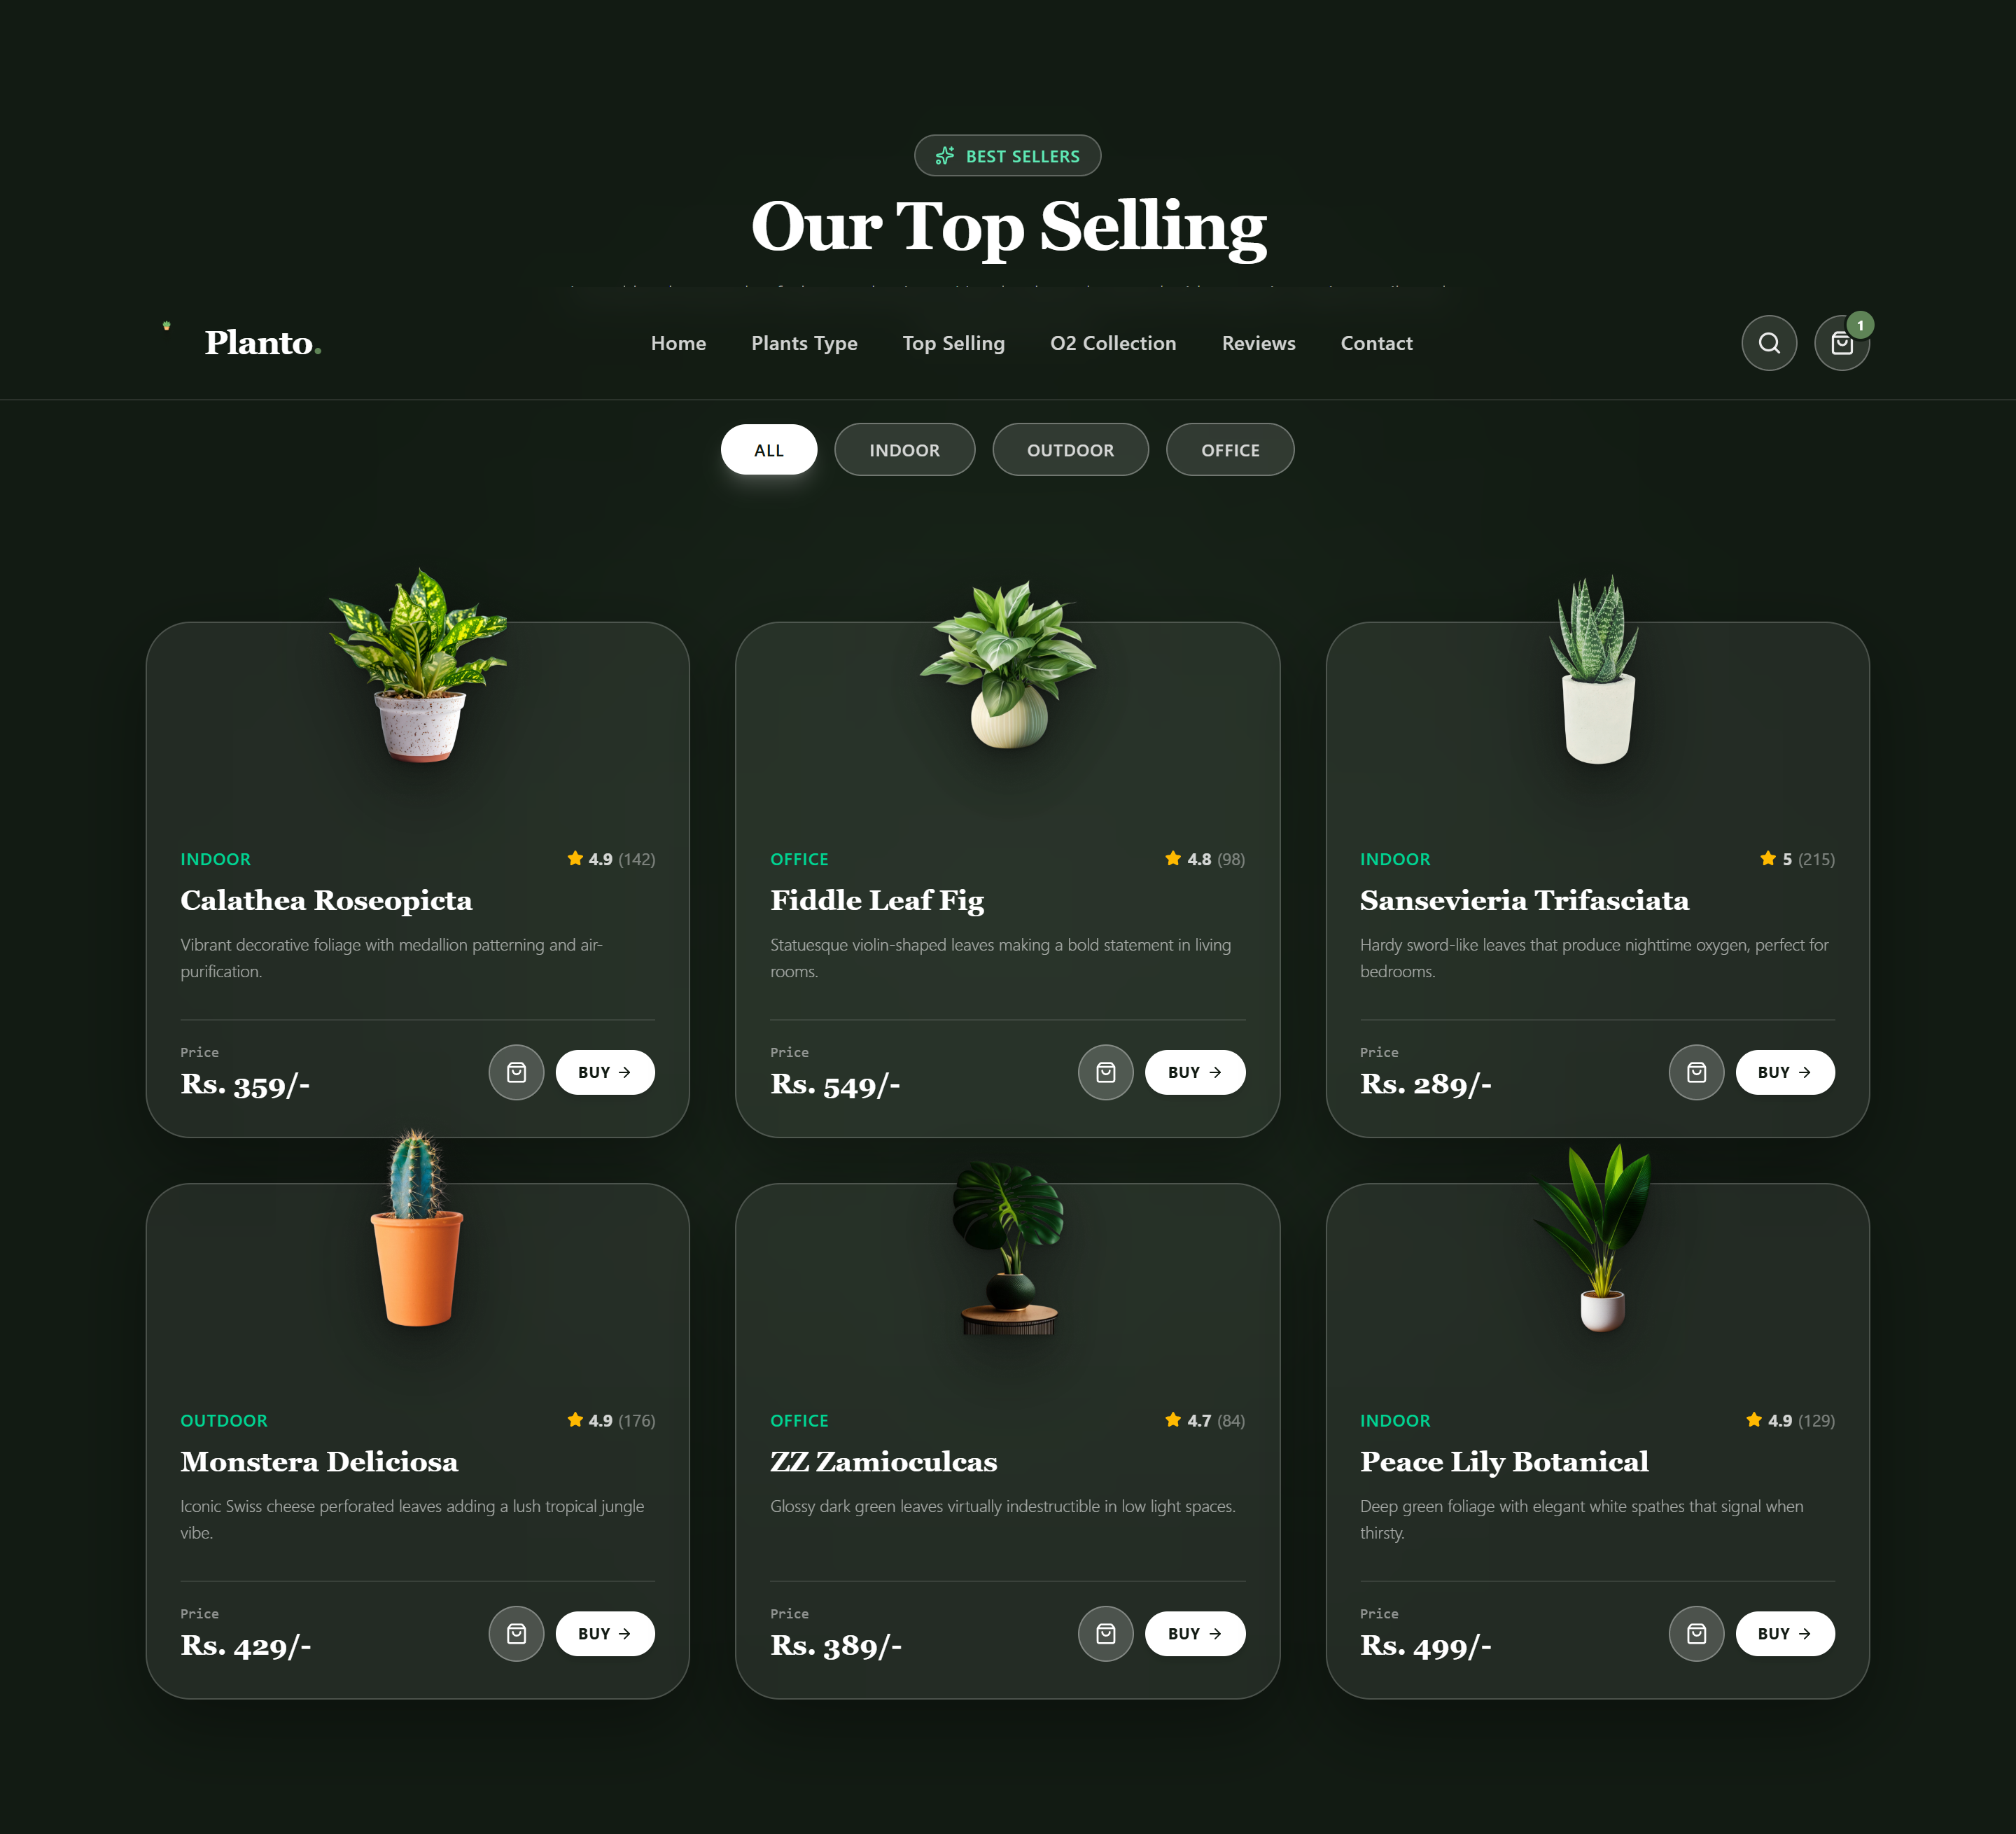 BEST SELLERS
Our Top Selling
Planto.
Home
Plants Type
Top Selling
O2 Collection
Reviews
Contact
1
ALL
INDOOR
OUTDOOR
OFFICE
INDOOR
4.9 (142)
Calathea Roseopicta
Vibrant decorative foliage with medallion patterning and air-
purification.
Price
Rs. 359/-
BUY →
OFFICE
4.8 (98)
Fiddle Leaf Fig
Statuesque violin-shaped leaves making a bold statement in living
rooms.
Price
Rs. 549/-
BUY →
INDOOR
5 (215)
Sansevieria Trifasciata
Hardy sword-like leaves that produce nighttime oxygen, perfect for
bedrooms.
Price
Rs. 289/-
BUY →
OUTDOOR
4.9 (176)
Monstera Deliciosa
Iconic Swiss cheese perforated leaves adding a lush tropical jungle
vibe.
Price
Rs. 429/-
BUY →
OFFICE
4.7 (84)
ZZ Zamioculcas
Glossy dark green leaves virtually indestructible in low light spaces.
Price
Rs. 389/-
BUY →
INDOOR
4.9 (129)
Peace Lily Botanical
Deep green foliage with elegant white spathes that signal when
thirsty.
Price
Rs. 499/-
BUY →